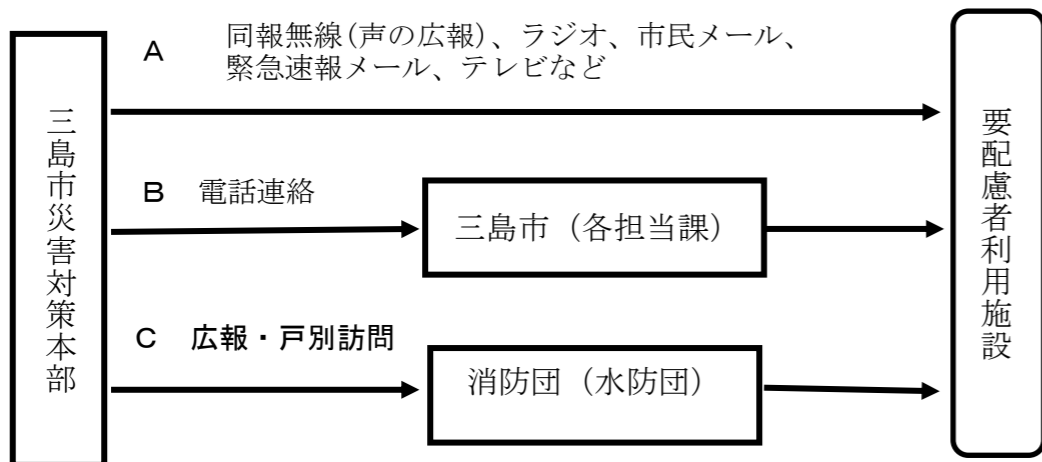 三島市災害対策本部
A 同報無線(声の広報)、ラジオ、市民メール、
緊急速報メール、テレビなど
B 電話連絡
三島市（各担当課）
C 広報・戸別訪問
消防団（水防団）
要配慮者利用施設